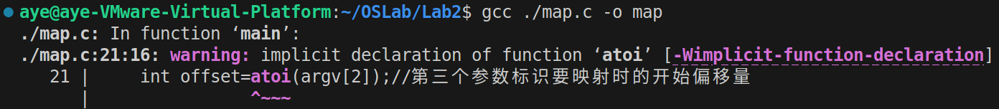 aye@aye-VMware-Virtual-Platform:~/OSLab/Lab2$ gcc ./map.c -o map
./map.c: In function ‘main’:
./map.c:21:16: warning: implicit declaration of function ‘atoi’ [-Wimplicit-function-declaration]
21 |     int offset=atoi(argv[2]);//第三个参数标识要映射时的开始偏移量
|                ^~~~